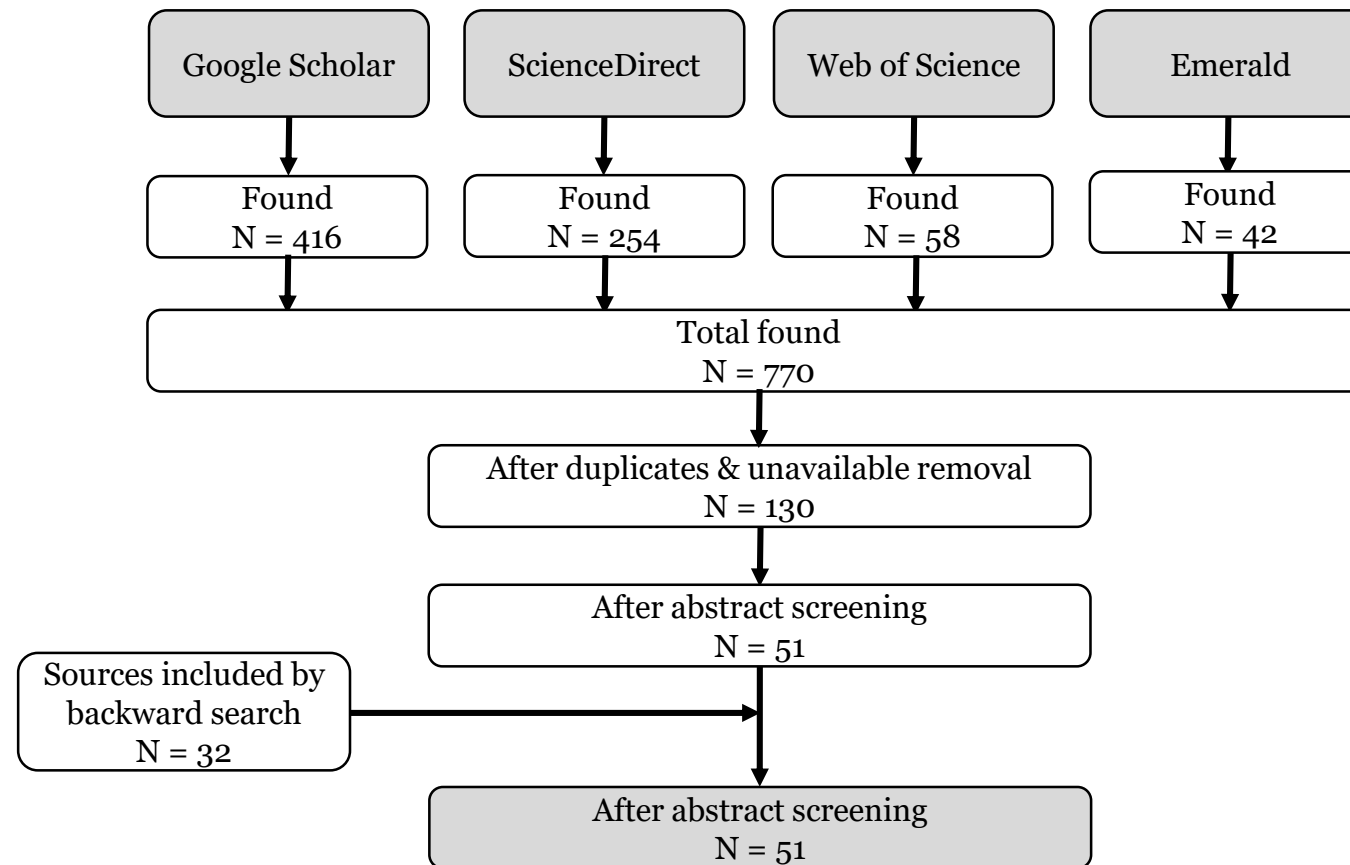 Google Scholar
ScienceDirect
Web of Science
Emerald
Found
N = 416
Found
N = 254
Found
N = 58
Found
N = 42
Total found
N = 770
After duplicates & unavailable removal
N = 130
After abstract screening
N = 51
Sources included by
backward search
N = 32
After abstract screening
N = 51